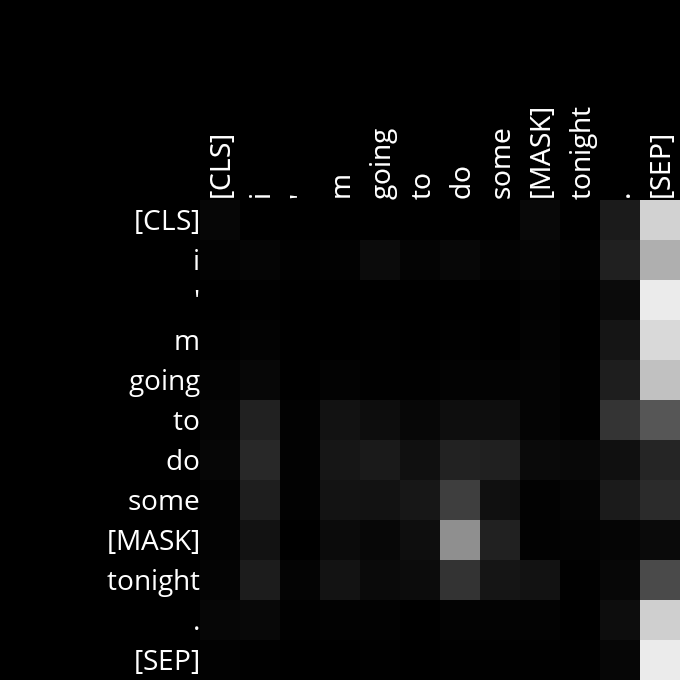 [CLS] i ' m going to do some [MASK] tonight . [SEP]
[CLS]
i
'
m
going
to
do
some
[MASK]
tonight
.
[SEP]